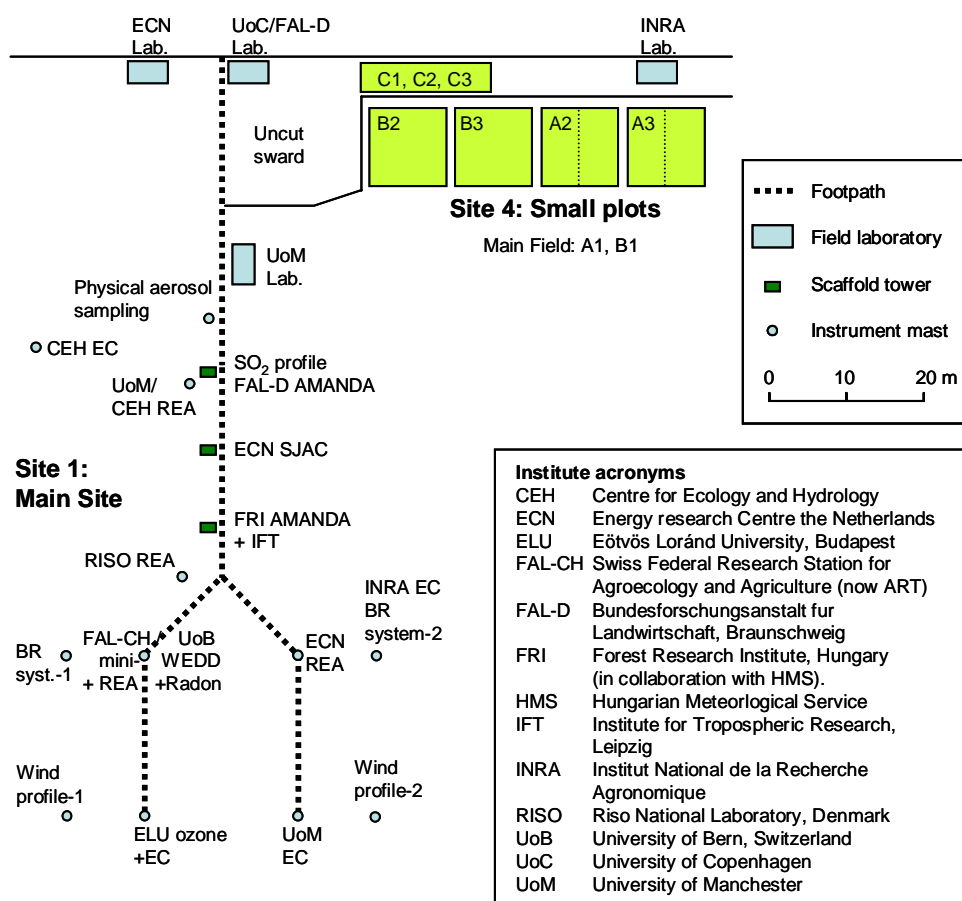 ECN
Lab.
UoC/FAL-D
Lab.
INRA
Lab.
C1, C2, C3
Uncut
sward
B2
B3
A2
A3
Site 4: Small plots
Main Field: A1, B1
UoM
Lab.
Physical aerosol
sampling
CEH EC
SO2 profile
FAL-D AMANDA
UoM/
CEH REA
ECN SJAC
Site 1:
Main Site
FRI AMANDA
+ IFT
RISO REA
INRA EC
BR
system-2
BR
syst.-1
FAL-CH
mini-
+ REA
UoB
WEDD
+Radon
ECN
REA
Wind
profile-1
Wind
profile-2
ELU ozone
+EC
UoM
EC
Footpath
Field laboratory
Scaffold tower
Instrument mast
0 10 20 m
Institute acronyms
CEH Centre for Ecology and Hydrology
ECN Energy research Centre the Netherlands
ELU Eötvös Loránd University, Budapest
FAL-CH Swiss Federal Research Station for
Agroecology and Agriculture (now ART)
FAL-D Bundesforschungsanstalt fur
Landwirtschaft, Braunschweig
FRI Forest Research Institute, Hungary
(in collaboration with HMS).
HMS Hungarian Meteorlogical Service
IFT Institute for Tropospheric Research,
Leipzig
INRA Institut National de la Recherche
Agronomique
RISO Riso National Laboratory, Denmark
UoB University of Bern, Switzerland
UoC University of Copenhagen
UoM University of Manchester